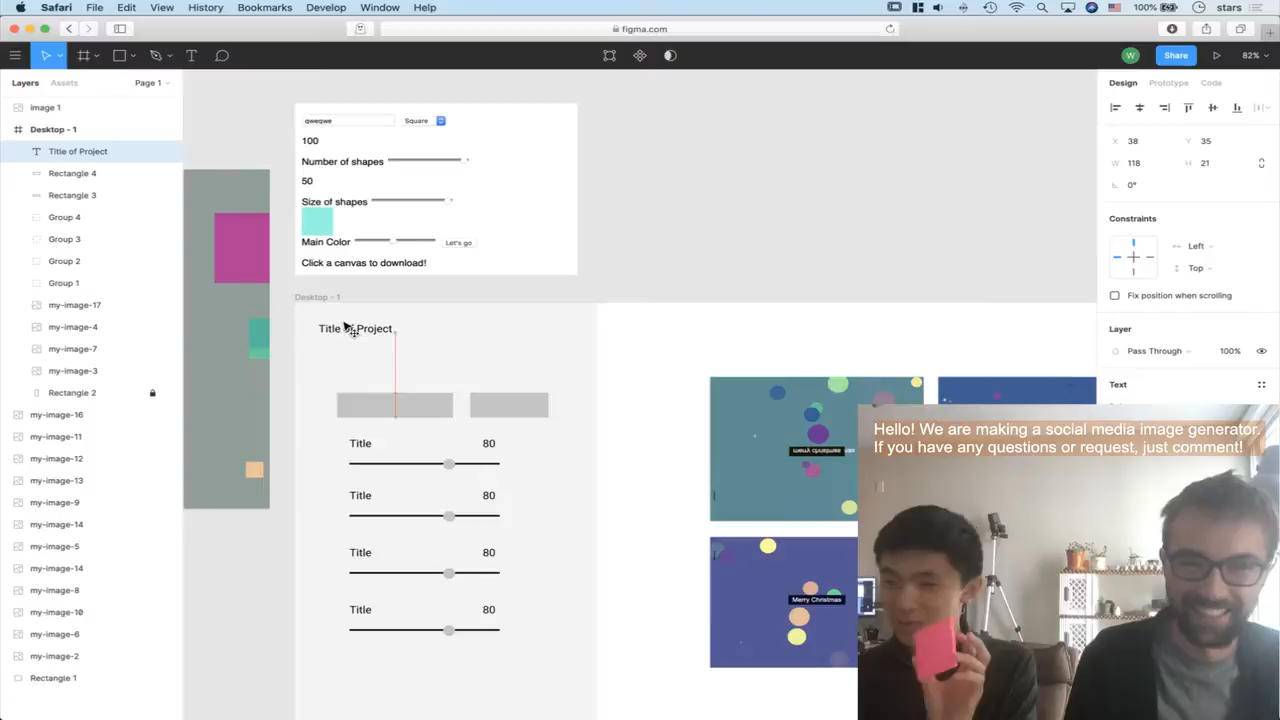 Safari File Edit View History Bookmarks Develop Window Help 100% stars
figma.com
W Share 82%
Layers Assets Page 1 Design Prototype Code
image 1
Desktop - 1
Title of Project
Rectangle 4
Rectangle 3
Group 4
Group 3
Group 2
Group 1
my-image-17
my-image-4
my-image-7
my-image-3
Rectangle 2
my-image-16
my-image-11
my-image-12
my-image-13
my-image-9
my-image-14
my-image-5
my-image-14
my-image-8
my-image-10
my-image-6
my-image-2
Rectangle 1
qweqwe Square
100
Number of shapes
50
Size of shapes
Main Color Let's go
Click a canvas to download!
Desktop - 1
Title of Project
Title 80
Title 80
Title 80
Title 80
merry christmas
Merry Christmas
X 38 Y 35
W 118 H 21
0°
Constraints
Left
Top
Fix position when scrolling
Layer
Pass Through 100%
Text
Hello! We are making a social media image generator.
If you have any questions or request, just comment!